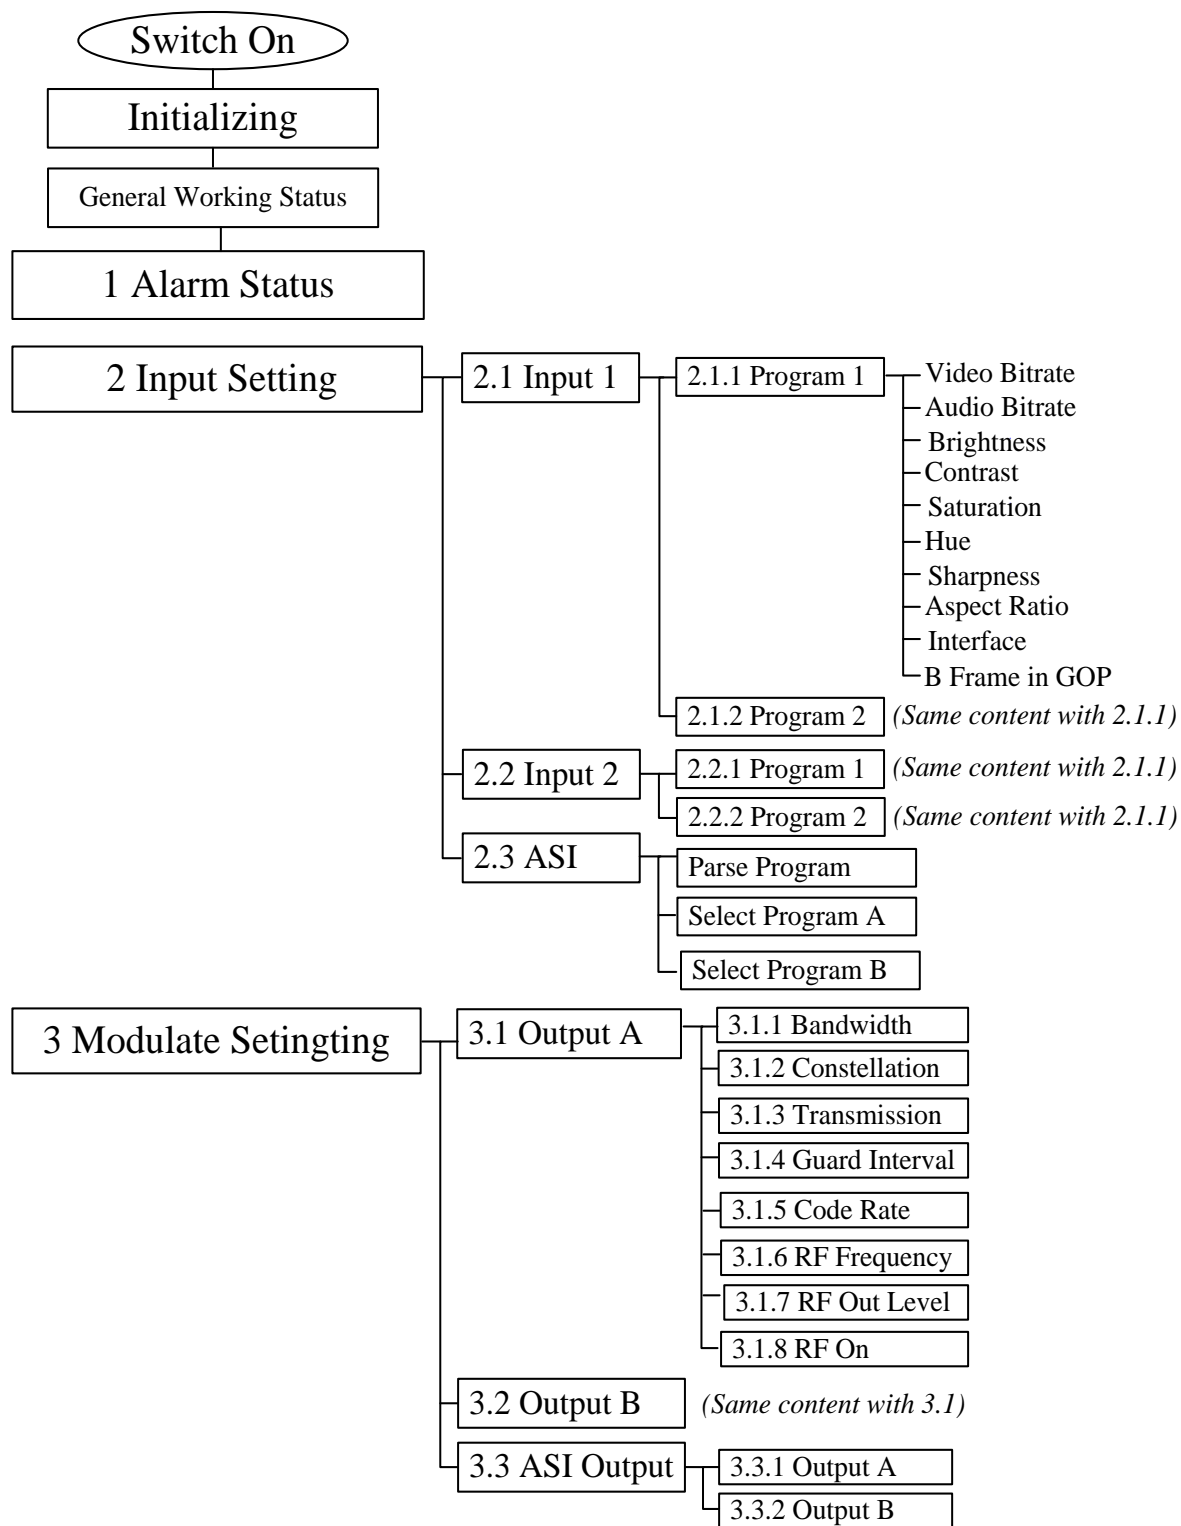 Switch On
Initializing
General Working Status
1 Alarm Status
2 Input Setting
2.1 Input 1
2.1.1 Program 1
Video Bitrate
Audio Bitrate
Brightness
Contrast
Saturation
Hue
Sharpness
Aspect Ratio
Interface
B Frame in GOP
2.1.2 Program 2
(Same content with 2.1.1)
2.2 Input 2
2.2.1 Program 1
(Same content with 2.1.1)
2.2.2 Program 2
(Same content with 2.1.1)
2.3 ASI
Parse Program
Select Program A
Select Program B
3 Modulate Setingting
3.1 Output A
3.1.1 Bandwidth
3.1.2 Constellation
3.1.3 Transmission
3.1.4 Guard Interval
3.1.5 Code Rate
3.1.6 RF Frequency
3.1.7 RF Out Level
3.1.8 RF On
3.2 Output B
(Same content with 3.1)
3.3 ASI Output
3.3.1 Output A
3.3.2 Output B